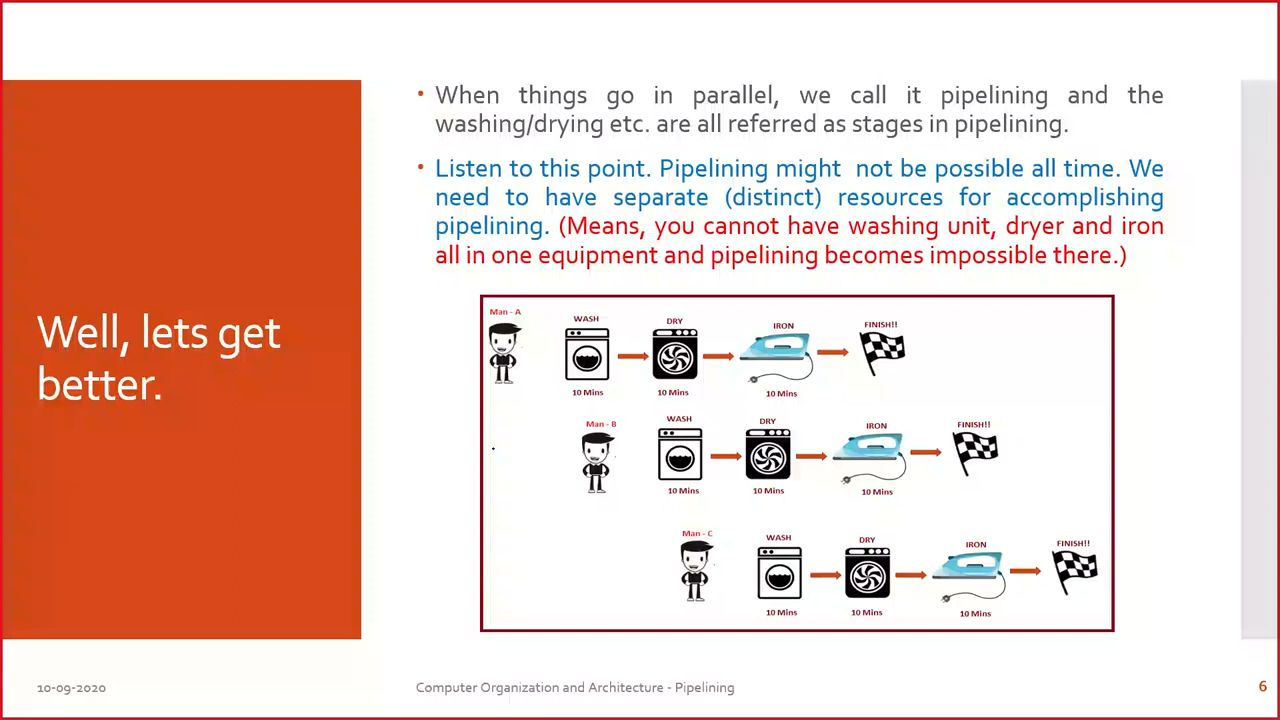 Well, lets get
better.
• When things go in parallel, we call it pipelining and the
washing/drying etc. are all referred as stages in pipelining.
• Listen to this point. Pipelining might not be possible all time. We
need to have separate (distinct) resources for accomplishing
pipelining. (Means, you cannot have washing unit, dryer and iron
all in one equipment and pipelining becomes impossible there.)
Man - A
WASH
DRY
IRON
FINISH!!
10 Mins
10 Mins
10 Mins
Man - B
WASH
DRY
IRON
FINISH!!
10 Mins
10 Mins
10 Mins
Man - C
WASH
DRY
IRON
FINISH!!
10 Mins
10 Mins
10 Mins
10-09-2020
Computer Organization and Architecture - Pipelining
6